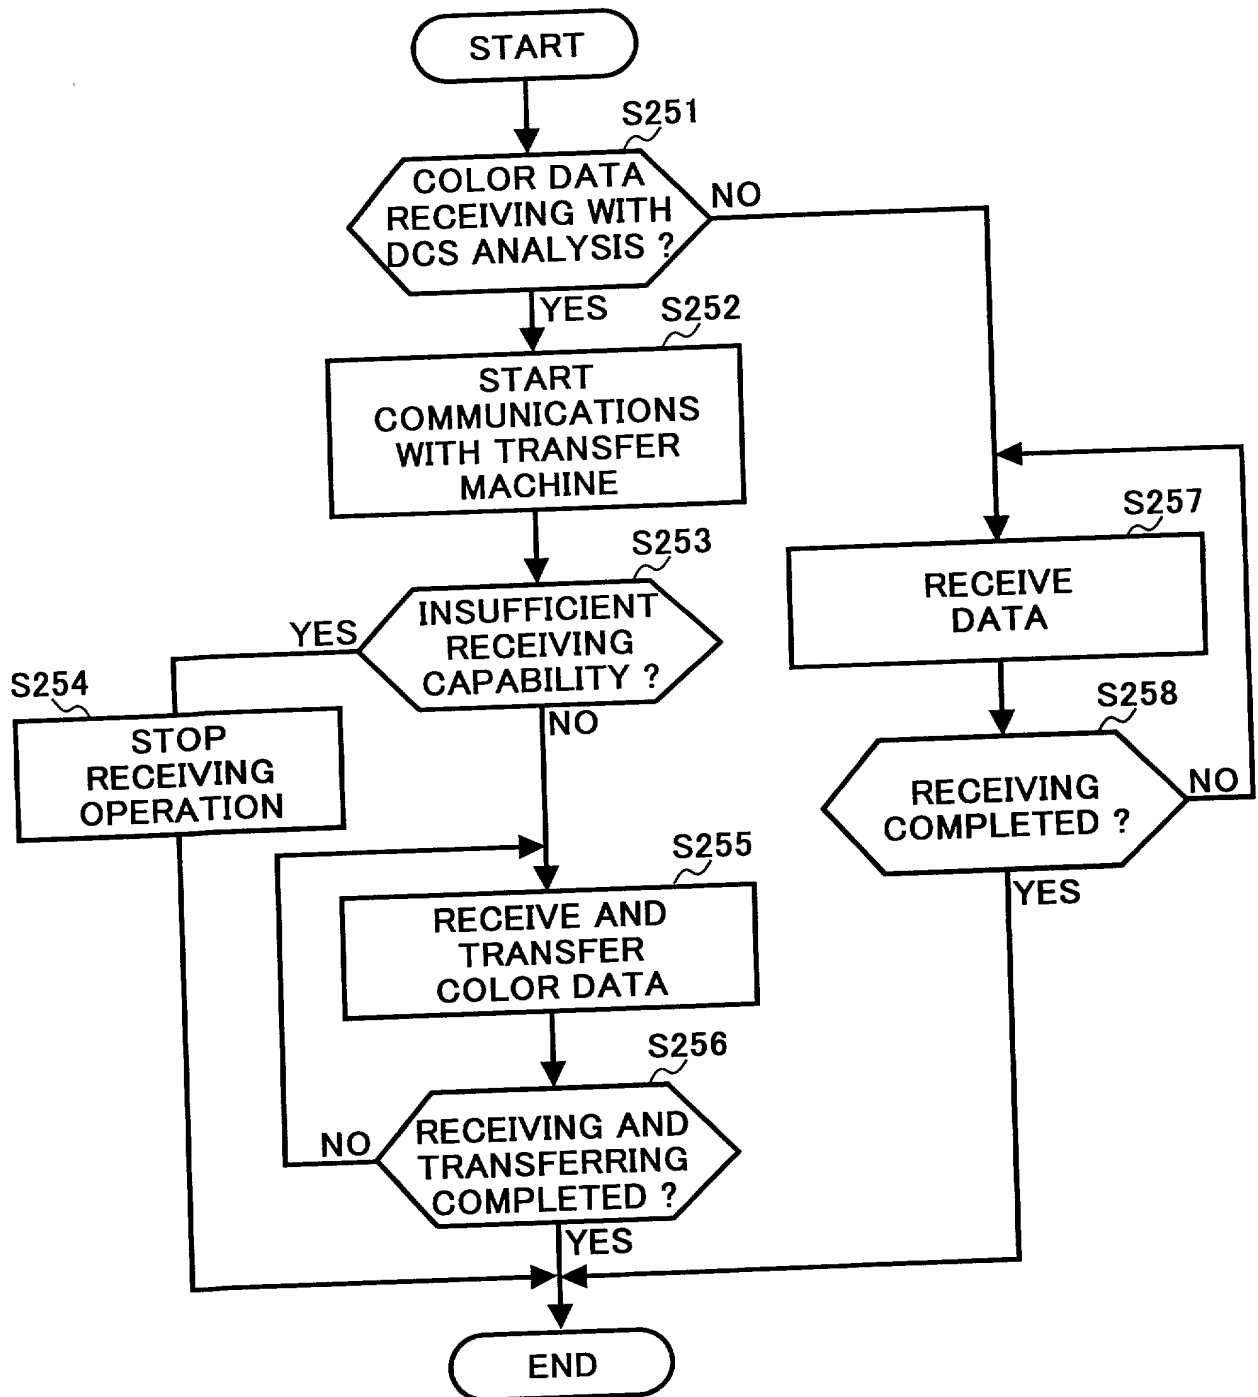 START
S251
COLOR DATA
RECEIVING WITH
DCS ANALYSIS ?
NO
YES
S252
START
COMMUNICATIONS
WITH TRANSFER
MACHINE
S253
INSUFFICIENT
RECEIVING
CAPABILITY ?
YES
NO
S254
STOP
RECEIVING
OPERATION
S255
RECEIVE AND
TRANSFER
COLOR DATA
S256
RECEIVING AND
TRANSFERRING
COMPLETED ?
NO
YES
S257
RECEIVE
DATA
S258
RECEIVING
COMPLETED ?
NO
YES
END